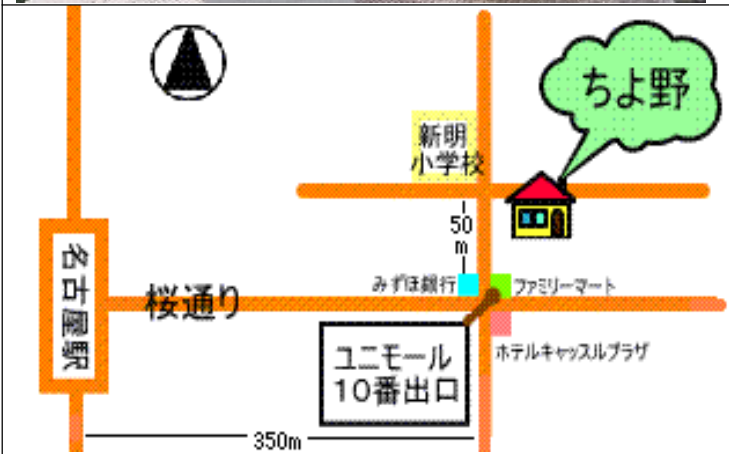 ちよ野
新明
小学校
50
m
みずほ銀行
ファミリーマート
名古屋駅
桜通り
ホテルキャッスルプラザ
ユニモール
10番出口
350m